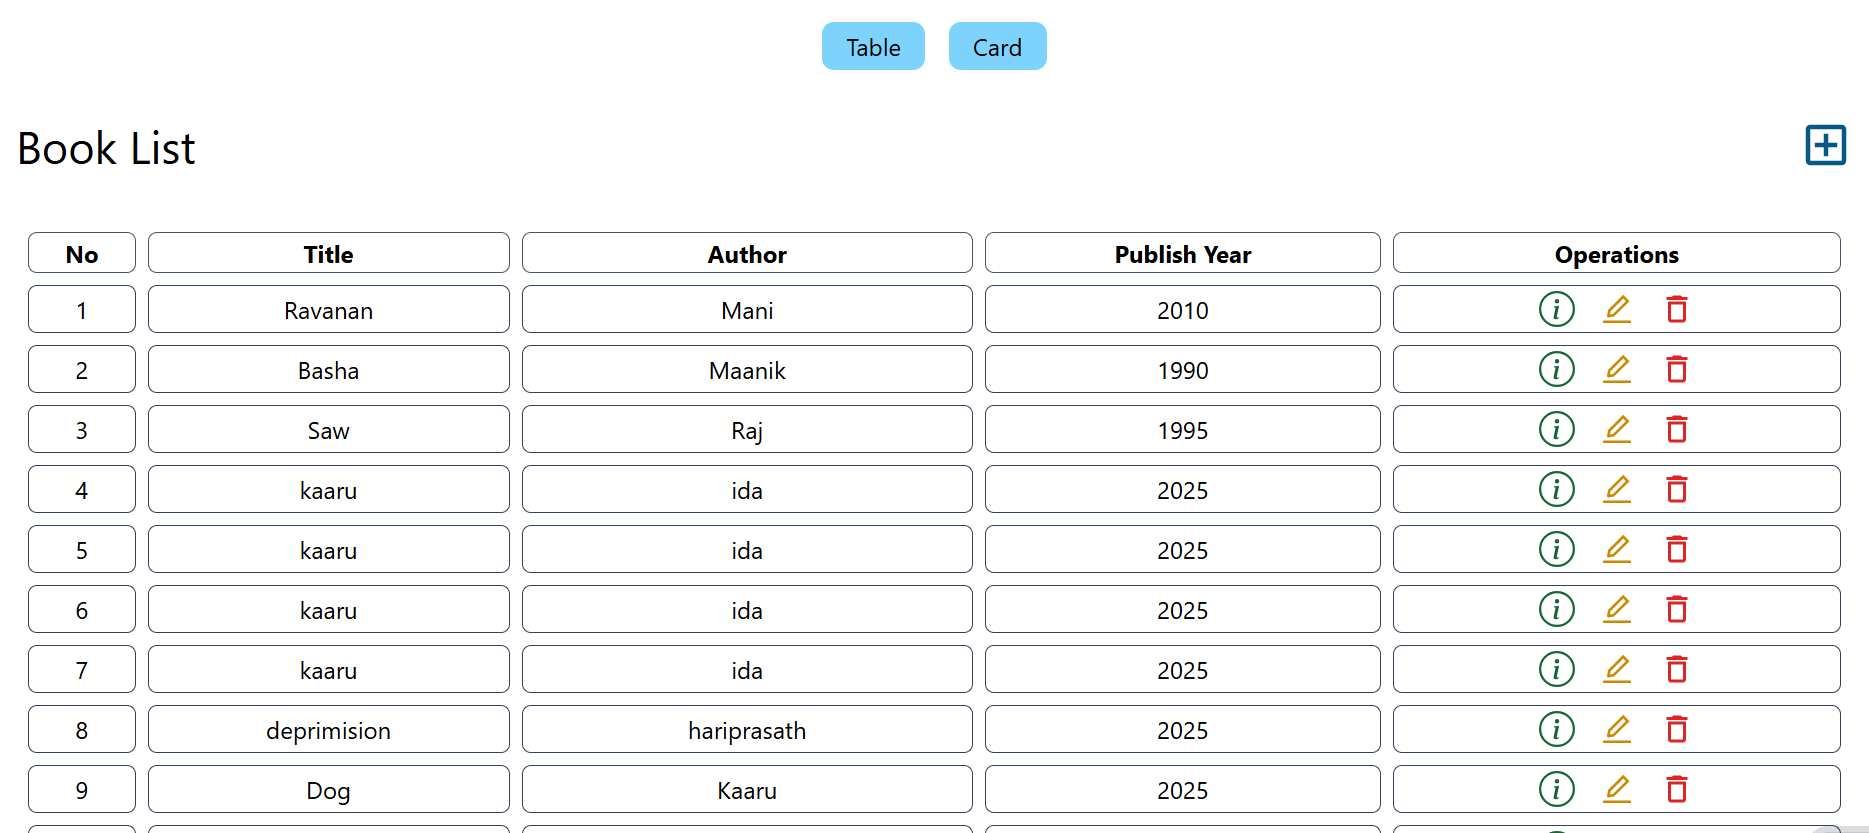 Table Card
Book List
No Title Author Publish Year Operations
1 Ravanan Mani 2010
2 Basha Maanik 1990
3 Saw Raj 1995
4 kaaru ida 2025
5 kaaru ida 2025
6 kaaru ida 2025
7 kaaru ida 2025
8 deprimision hariprasath 2025
9 Dog Kaaru 2025